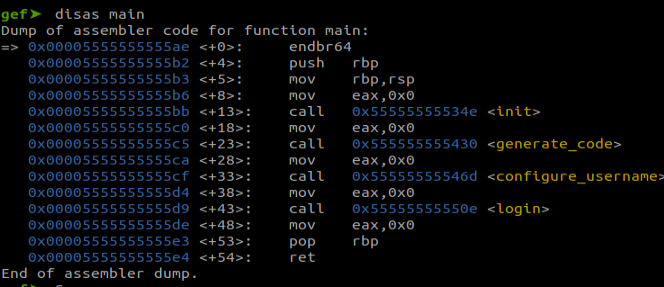 gef➤  disas main
Dump of assembler code for function main:
=> 0x00005555555555ae <+0>:     endbr64
   0x00005555555555b2 <+4>:     push   rbp
   0x00005555555555b3 <+5>:     mov    rbp,rsp
   0x00005555555555b6 <+8>:     mov    eax,0x0
   0x00005555555555bb <+13>:    call   0x55555555534e <init>
   0x00005555555555c0 <+18>:    mov    eax,0x0
   0x00005555555555c5 <+23>:    call   0x555555555430 <generate_code>
   0x00005555555555ca <+28>:    mov    eax,0x0
   0x00005555555555cf <+33>:    call   0x55555555546d <configure_username>
   0x00005555555555d4 <+38>:    mov    eax,0x0
   0x00005555555555d9 <+43>:    call   0x55555555550e <login>
   0x00005555555555de <+48>:    mov    eax,0x0
   0x00005555555555e3 <+53>:    pop    rbp
   0x00005555555555e4 <+54>:    ret
End of assembler dump.